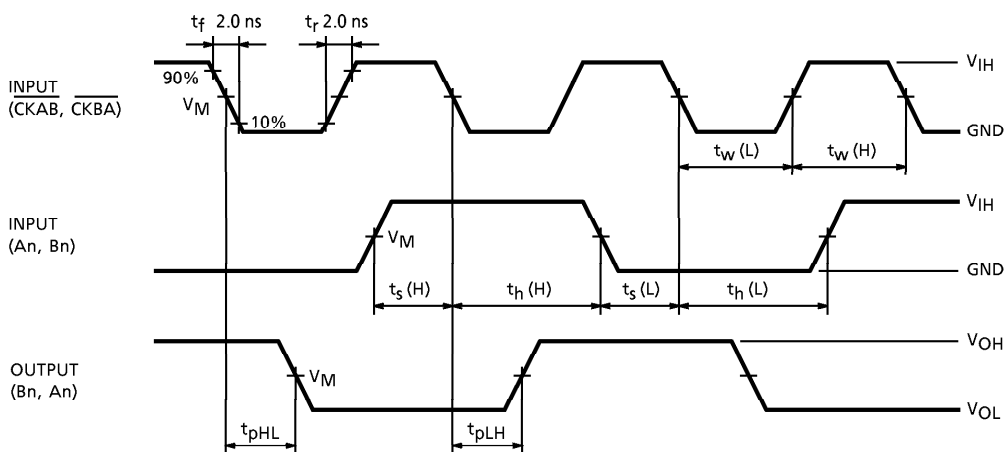 tf 2.0 ns
tr 2.0 ns
90%
VM
10%
INPUT
(CKAB, CKBA)
VIH
GND
tw (L)
tw (H)
INPUT
(An, Bn)
VM
VIH
GND
ts (H)
th (H)
ts (L)
th (L)
OUTPUT
(Bn, An)
VM
VOH
VOL
tpHL
tpLH